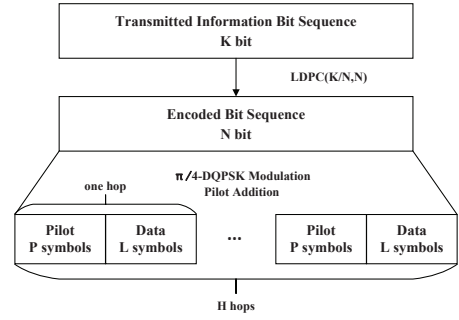 Transmitted Information Bit Sequence
K bit
LDPC(K/N,N)
Encoded Bit Sequence
N bit
π/4-DQPSK Modulation
Pilot Addition
one hop
Pilot
P symbols
Data
L symbols
...
Pilot
P symbols
Data
L symbols
H hops